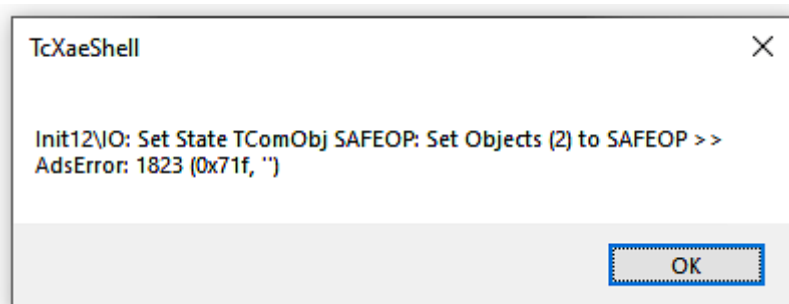 TcXaeShell
Init12\IO: Set State TComObj SAFEOP: Set Objects (2) to SAFEOP >>
AdsError: 1823 (0x71f, '')
OK